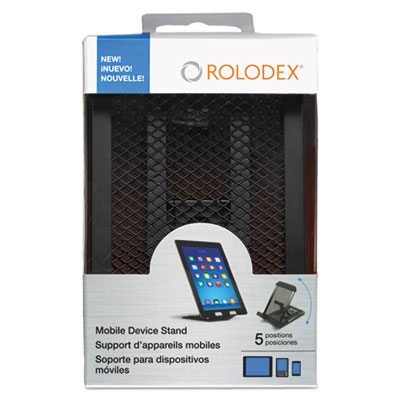 NEW!
¡NUEVO!
NOUVELLE!
ROLODEX®
Mobile Device Stand
Support d'appareils mobiles
Soporte para dispositivos
móviles
5 positions
posiciones